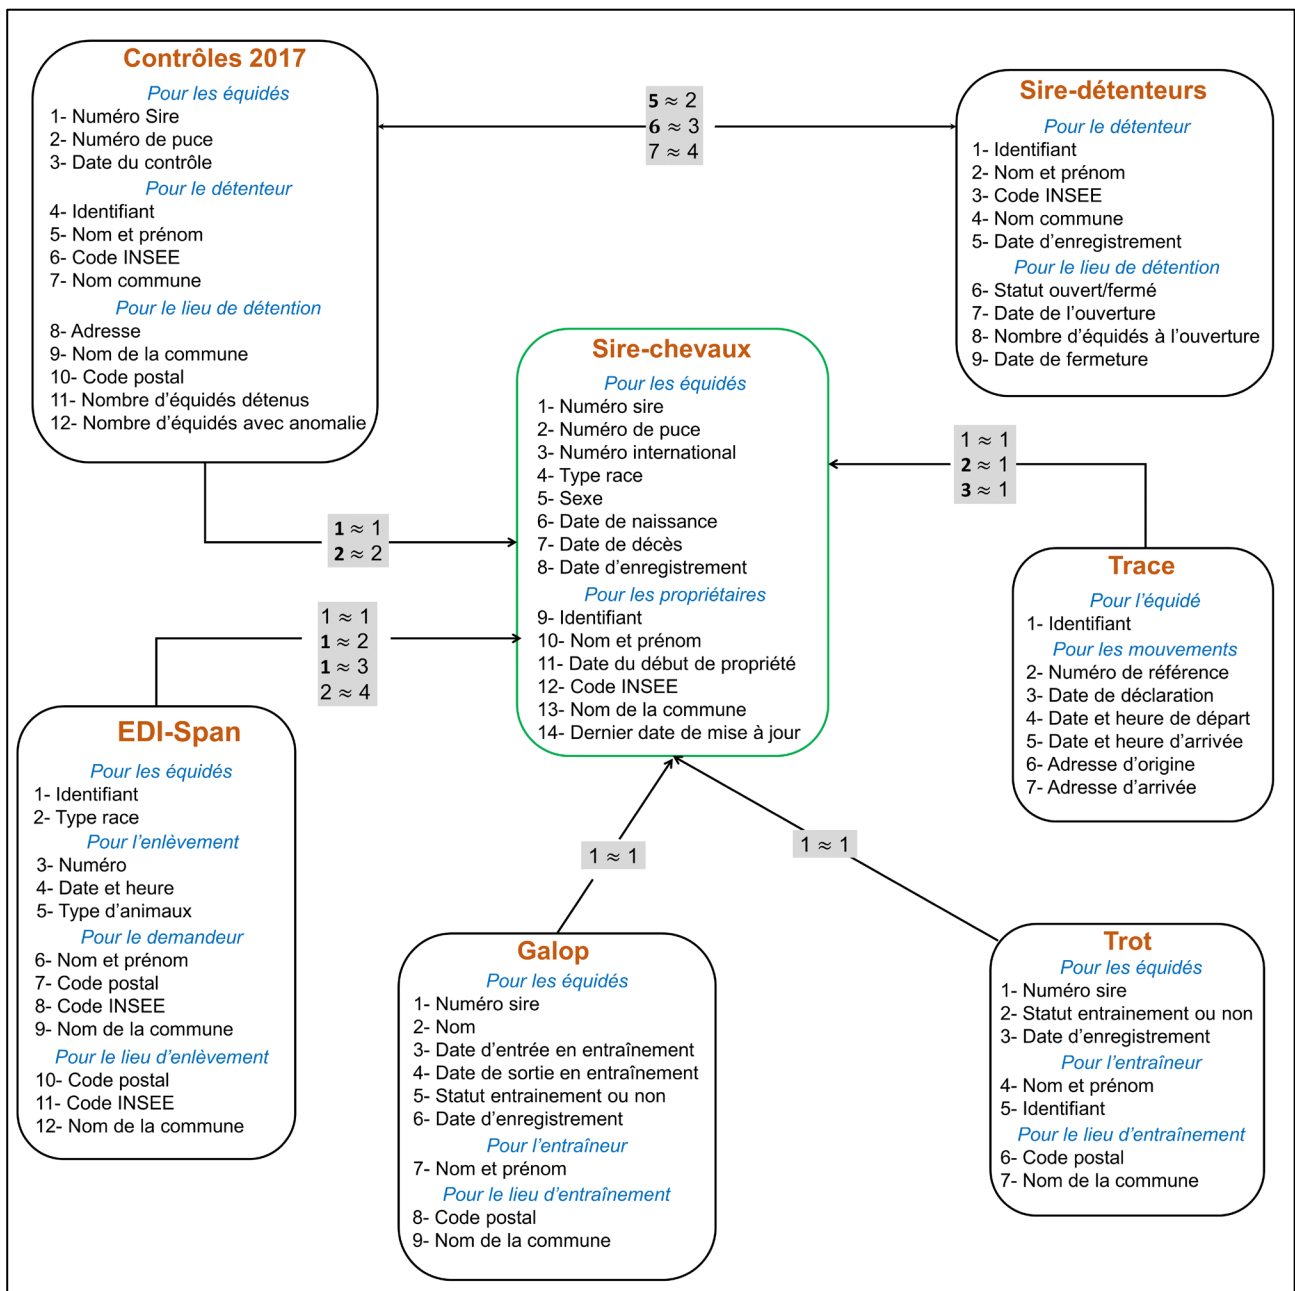 Contrôles 2017
Pour les équidés
1- Numéro Sire
2- Numéro de puce
3- Date du contrôle
Pour le détenteur
4- Identifiant
5- Nom et prénom
6- Code INSEE
7- Nom commune
Pour le lieu de détention
8- Adresse
9- Nom de la commune
10- Code postal
11- Nombre d'équidés détenus
12- Nombre d'équidés avec anomalie
5 ≈ 2
6 ≈ 3
7 ≈ 4
Sire-détenteurs
Pour le détenteur
1- Identifiant
2- Nom et prénom
3- Code INSEE
4- Nom commune
5- Date d'enregistrement
Pour le lieu de détention
6- Statut ouvert/fermé
7- Date de l'ouverture
8- Nombre d'équidés à l'ouverture
9- Date de fermeture
Sire-chevaux
Pour les équidés
1- Numéro sire
2- Numéro de puce
3- Numéro international
4- Type race
5- Sexe
6- Date de naissance
7- Date de décès
8- Date d'enregistrement
Pour les propriétaires
9- Identifiant
10- Nom et prénom
11- Date du début de propriété
12- Code INSEE
13- Nom de la commune
14- Dernier date de mise à jour
1 ≈ 1
2 ≈ 1
3 ≈ 1
1 ≈ 1
2 ≈ 2
1 ≈ 1
1 ≈ 2
1 ≈ 3
2 ≈ 4
Trace
Pour l'équidé
1- Identifiant
Pour les mouvements
2- Numéro de référence
3- Date de déclaration
4- Date et heure de départ
5- Date et heure d'arrivée
6- Adresse d'origine
7- Adresse d'arrivée
EDI-Span
Pour les équidés
1- Identifiant
2- Type race
Pour l'enlèvement
3- Numéro
4- Date et heure
5- Type d'animaux
Pour le demandeur
6- Nom et prénom
7- Code postal
8- Code INSEE
9- Nom de la commune
Pour le lieu d'enlèvement
10- Code postal
11- Code INSEE
12- Nom de la commune
1 ≈ 1
1 ≈ 1
Galop
Pour les équidés
1- Numéro sire
2- Nom
3- Date d'entrée en entraînement
4- Date de sortie en entraînement
5- Statut entrainement ou non
6- Date d'enregistrement
Pour l'entraîneur
7- Nom et prénom
Pour le lieu d'entraînement
8- Code postal
9- Nom de la commune
Trot
Pour les équidés
1- Numéro sire
2- Statut entrainement ou non
3- Date d'enregistrement
Pour l'entraîneur
4- Nom et prénom
5- Identifiant
Pour le lieu d'entraînement
6- Code postal
7- Nom de la commune